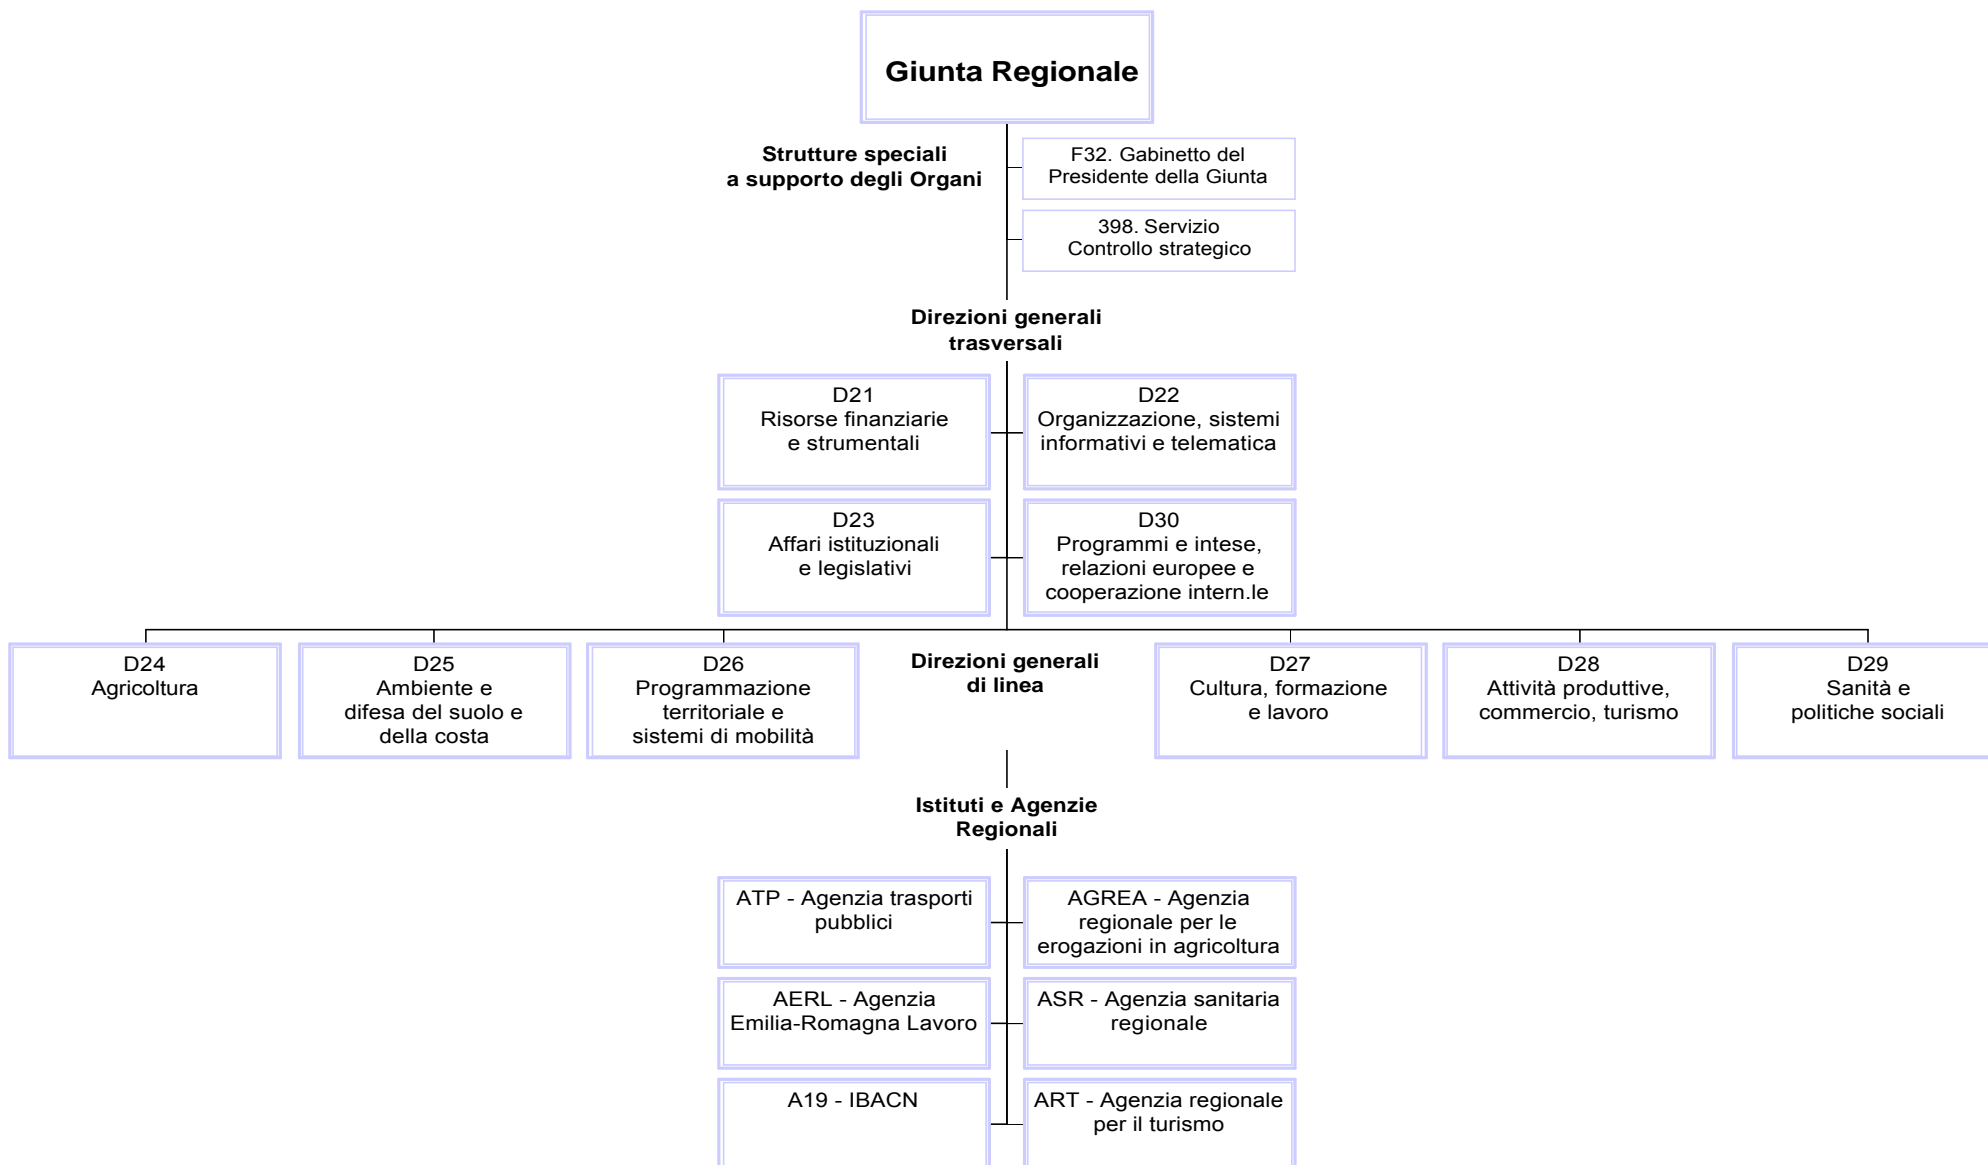 Giunta Regionale
Strutture speciali
a supporto degli Organi
F32. Gabinetto del
Presidente della Giunta
398. Servizio
Controllo strategico
Direzioni generali
trasversali
D21
Risorse finanziarie
e strumentali
D22
Organizzazione, sistemi
informativi e telematica
D23
Affari istituzionali
e legislativi
D30
Programmi e intese,
relazioni europee e
cooperazione intern.le
D24
Agricoltura
D25
Ambiente e
difesa del suolo e
della costa
D26
Programmazione
territoriale e
sistemi di mobilità
Direzioni generali
di linea
D27
Cultura, formazione
e lavoro
D28
Attività produttive,
commercio, turismo
D29
Sanità e
politiche sociali
Istituti e Agenzie
Regionali
ATP - Agenzia trasporti
pubblici
AGREA - Agenzia
regionale per le
erogazioni in agricoltura
AERL - Agenzia
Emilia-Romagna Lavoro
ASR - Agenzia sanitaria
regionale
A19 - IBACN
ART - Agenzia regionale
per il turismo